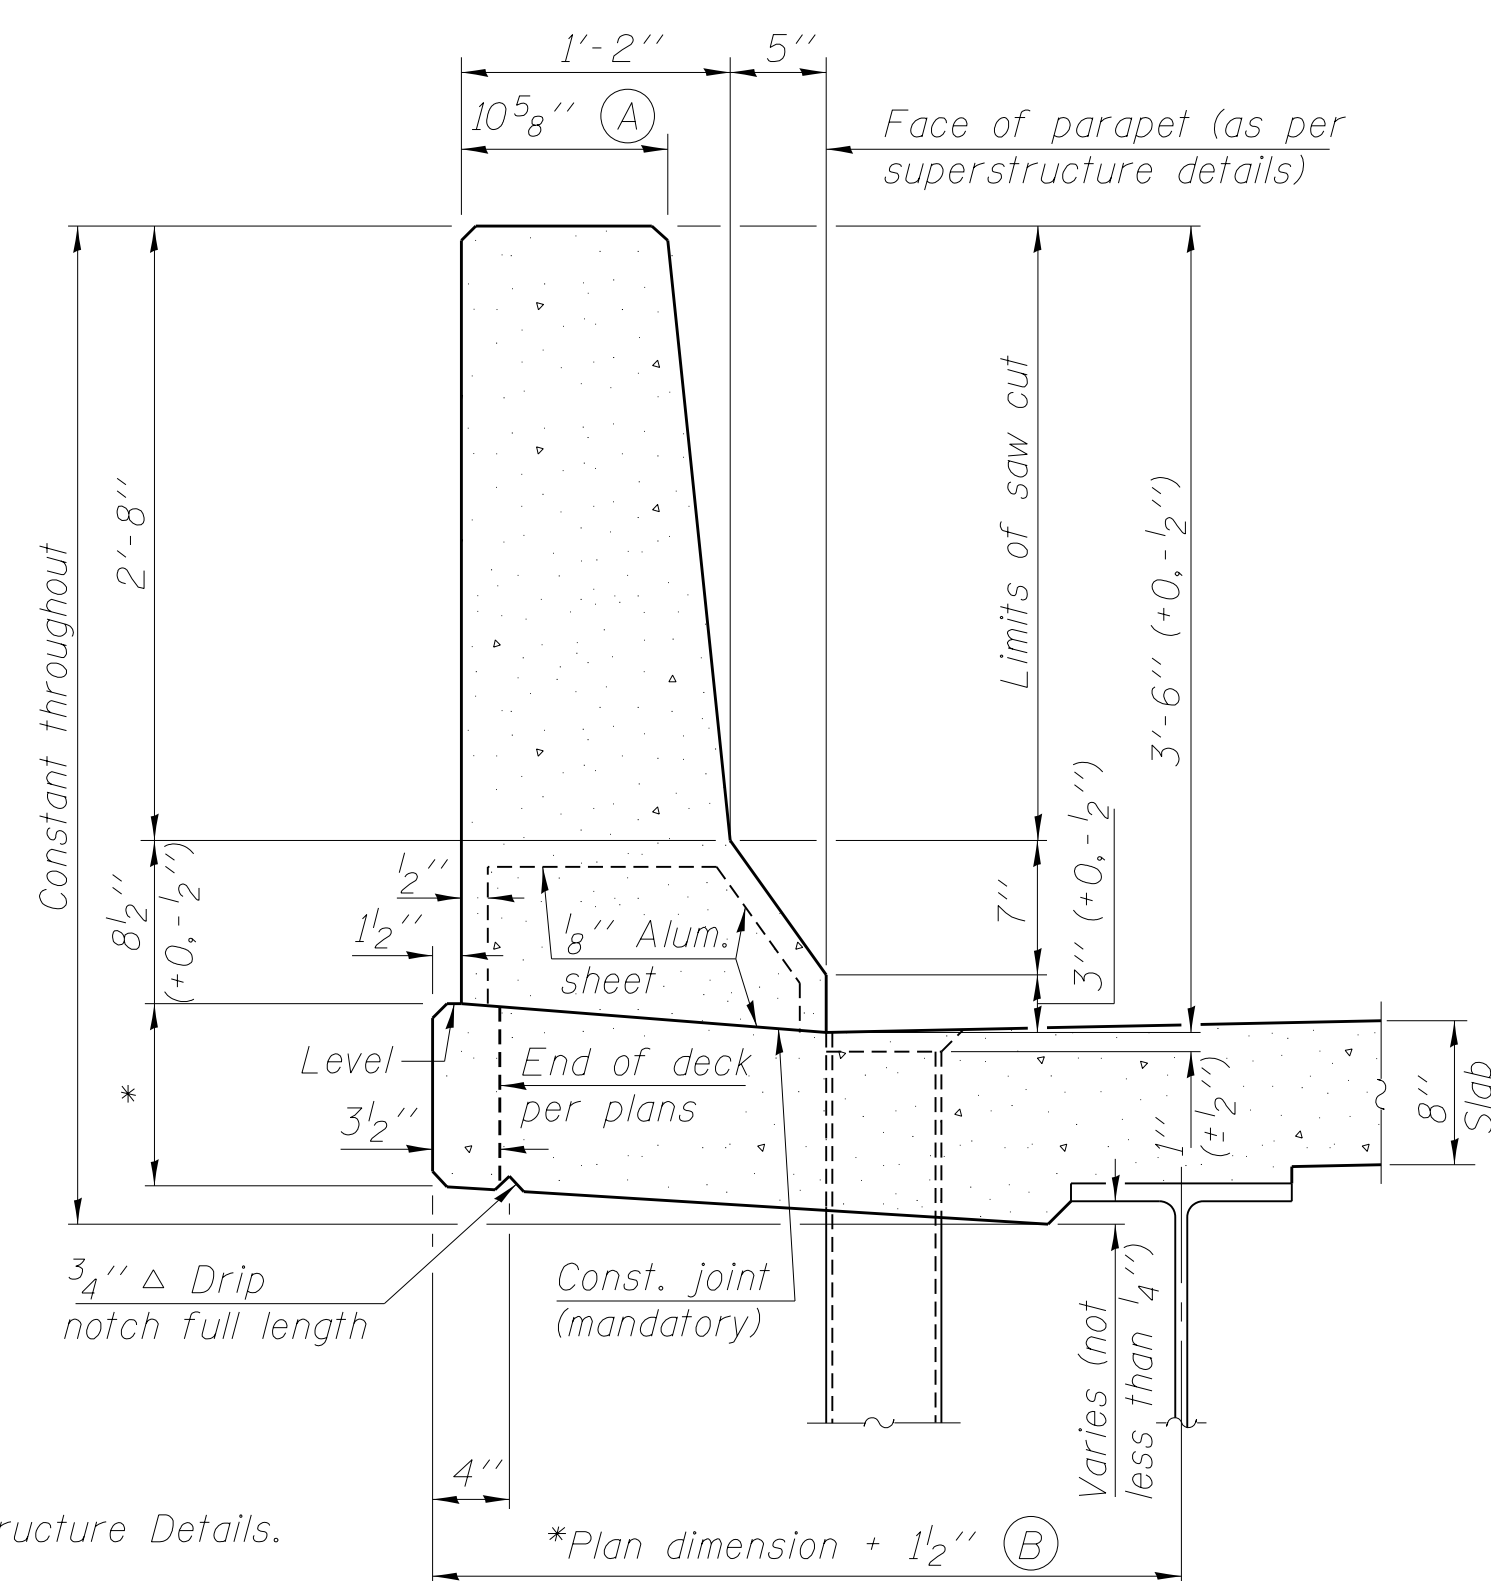 1'-2"
5"
10 5/8" A
Face of parapet (as per
superstructure details)
Constant throughout
2'-8"
8 1/2"
(+0, -1/2")
*
Limits of saw cut
7"
3" (+0, -1/2")
3'-6" (+0, -1/2")
1/2"
1 1/2"
1/8" Alum.
sheet
Level
End of deck
per plans
3 1/2"
1"
(±1/2")
8"
Slab
3/4" △ Drip
notch full length
Const. joint
(mandatory)
Varies (not
less than 1/4")
4"
ructure Details.
*Plan dimension + 1 1/2" B